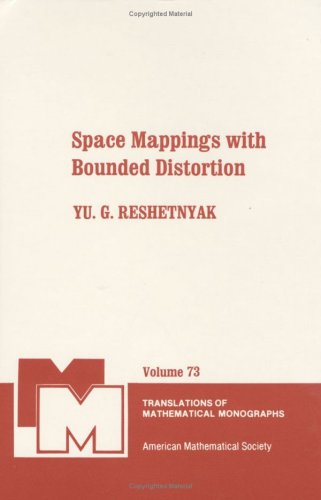 Copyrighted Material
Space Mappings with
Bounded Distortion
YU. G. RESHETNYAK
Volume 73
MM
TRANSLATIONS OF
MATHEMATICAL MONOGRAPHS
American Mathematical Society
Copyrighted Material